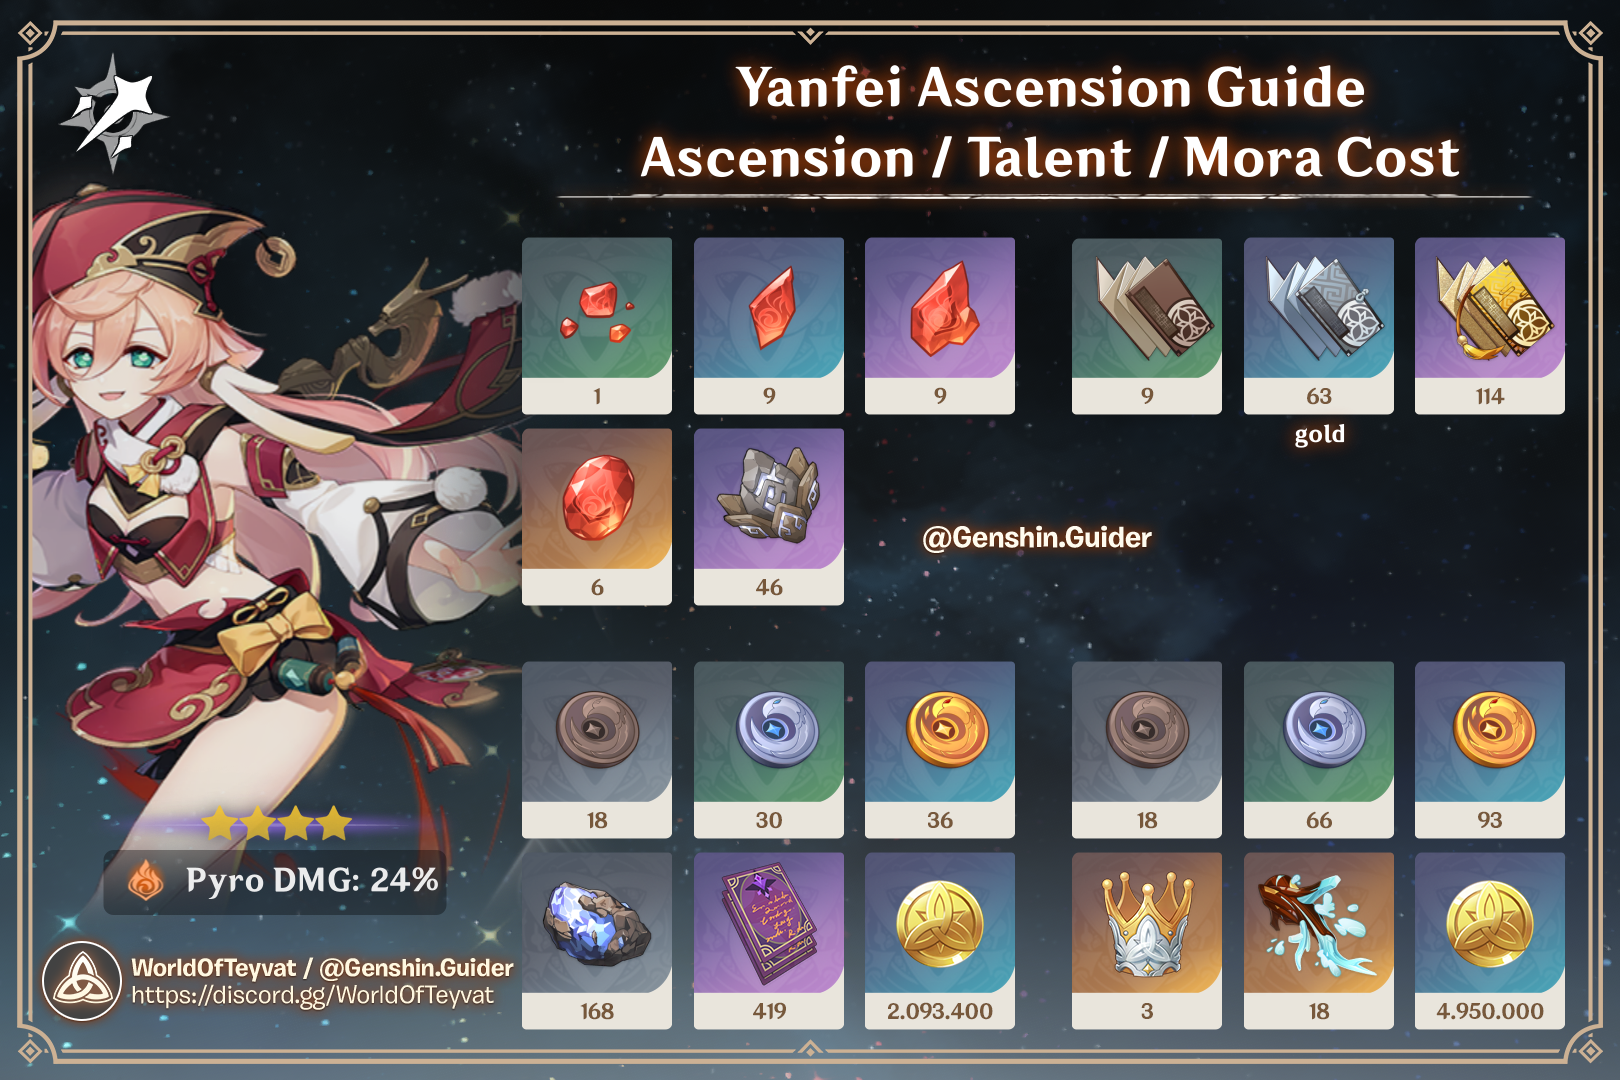 Yanfei Ascension Guide
Ascension / Talent / Mora Cost
1
9
9
9
63
114
gold
6
46
@Genshin.Guider
18
30
36
18
66
93
Pyro DMG: 24%
168
419
2.093.400
3
18
4.950.000
WorldOfTeyvat / @Genshin.Guider
https://discord.gg/WorldOfTeyvat